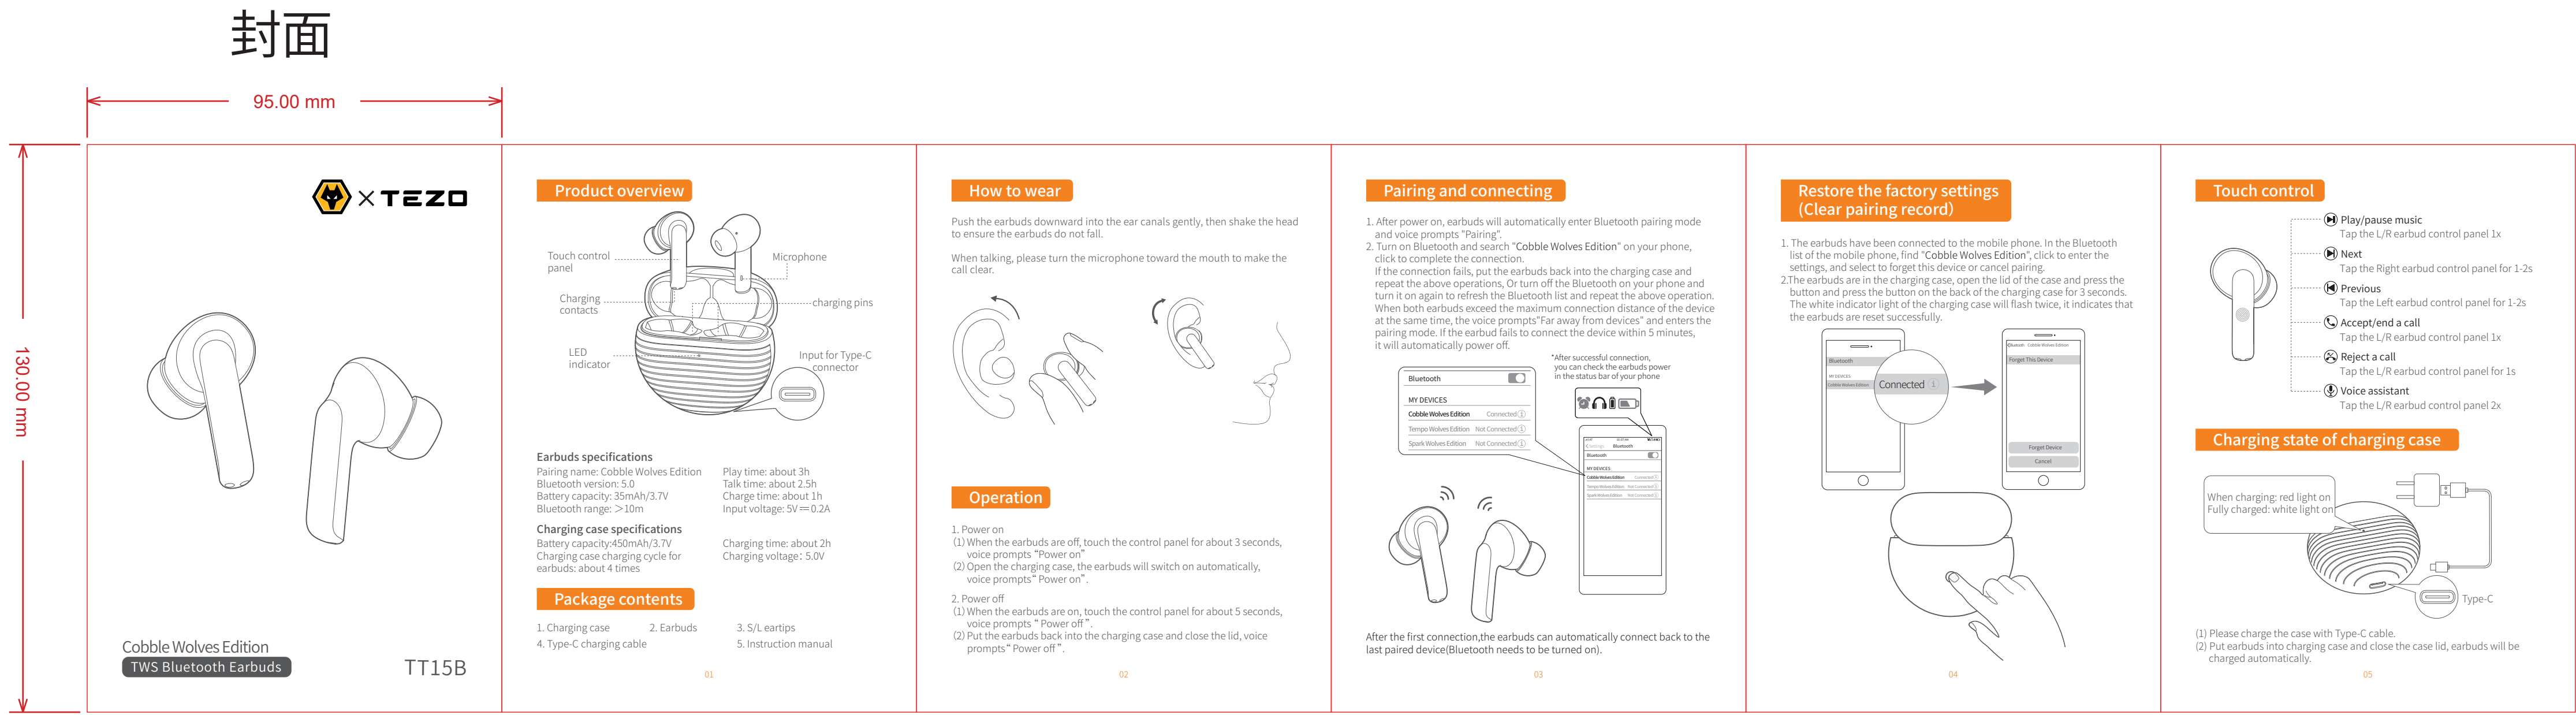 封面
95.00 mm
130.00 mm
× TEZO
Cobble Wolves Edition
TWS Bluetooth Earbuds
TT15B
Product overview
Touch control
panel
Microphone
Charging
contacts
charging pins
LED
indicator
Input for Type-C
connector
Earbuds specifications
Pairing name: Cobble Wolves Edition
Play time: about 3h
Bluetooth version: 5.0
Talk time: about 2.5h
Battery capacity: 35mAh/3.7V
Charge time: about 1h
Bluetooth range: >10m
Input voltage: 5V⎓0.2A
Charging case specifications
Battery capacity:450mAh/3.7V
Charging time: about 2h
Charging case charging cycle for
Charging voltage: 5.0V
earbuds: about 4 times
Package contents
1. Charging case
2. Earbuds
3. S/L eartips
4. Type-C charging cable
5. Instruction manual
01
How to wear
Push the earbuds downward into the ear canals gently, then shake the head
to ensure the earbuds do not fall.
When talking, please turn the microphone toward the mouth to make the
call clear.
Operation
1. Power on
(1) When the earbuds are off, touch the control panel for about 3 seconds,
voice prompts “Power on”
(2) Open the charging case, the earbuds will switch on automatically,
voice prompts“ Power on”.
2. Power off
(1) When the earbuds are on, touch the control panel for about 5 seconds,
voice prompts “ Power off ”.
(2) Put the earbuds back into the charging case and close the lid, voice
prompts“ Power off ”.
02
Pairing and connecting
1. After power on, earbuds will automatically enter Bluetooth pairing mode
and voice prompts "Pairing".
2. Turn on Bluetooth and search "Cobble Wolves Edition" on your phone,
click to complete the connection.
If the connection fails, put the earbuds back into the charging case and
repeat the above operations, Or turn off the Bluetooth on your phone and
turn it on again to refresh the Bluetooth list and repeat the above operation.
When both earbuds exceed the maximum connection distance of the device
at the same time, the voice prompts"Far away from devices" and enters the
pairing mode. If the earbud fails to connect the device within 5 minutes,
it will automatically power off.
*After successful connection,
you can check the earbuds power
in the status bar of your phone
Bluetooth
MY DEVICES
Cobble Wolves Edition Connected i
Tempo Wolves Edition Not Connected i
Spark Wolves Edition Not Connected i
Settings Bluetooth
Bluetooth
MY DEVICES
Cobble Wolves Edition Connected
Tempo Wolves Edition Not Connected
Spark Wolves Edition Not Connected
After the first connection,the earbuds can automatically connect back to the
last paired device(Bluetooth needs to be turned on).
03
Restore the factory settings
(Clear pairing record)
1. The earbuds have been connected to the mobile phone. In the Bluetooth
list of the mobile phone, find "Cobble Wolves Edition", click to enter the
settings, and select to forget this device or cancel pairing.
2.The earbuds are in the charging case, open the lid of the case and press the
button and press the button on the back of the charging case for 3 seconds.
The white indicator light of the charging case will flash twice, it indicates that
the earbuds are reset successfully.
Bluetooth
MY DEVICES
Cobble Wolves Edition
Connected i
Bluetooth Cobble Wolves Edition
Forget This Device
Forget Device
Cancel
04
Touch control
Play/pause music
Tap the L/R earbud control panel 1x
Next
Tap the Right earbud control panel for 1-2s
Previous
Tap the Left earbud control panel for 1-2s
Accept/end a call
Tap the L/R earbud control panel 1x
Reject a call
Tap the L/R earbud control panel for 1s
Voice assistant
Tap the L/R earbud control panel 2x
Charging state of charging case
When charging: red light on
Fully charged: white light on
Type-C
(1) Please charge the case with Type-C cable.
(2) Put earbuds into charging case and close the case lid, earbuds will be
charged automatically.
05